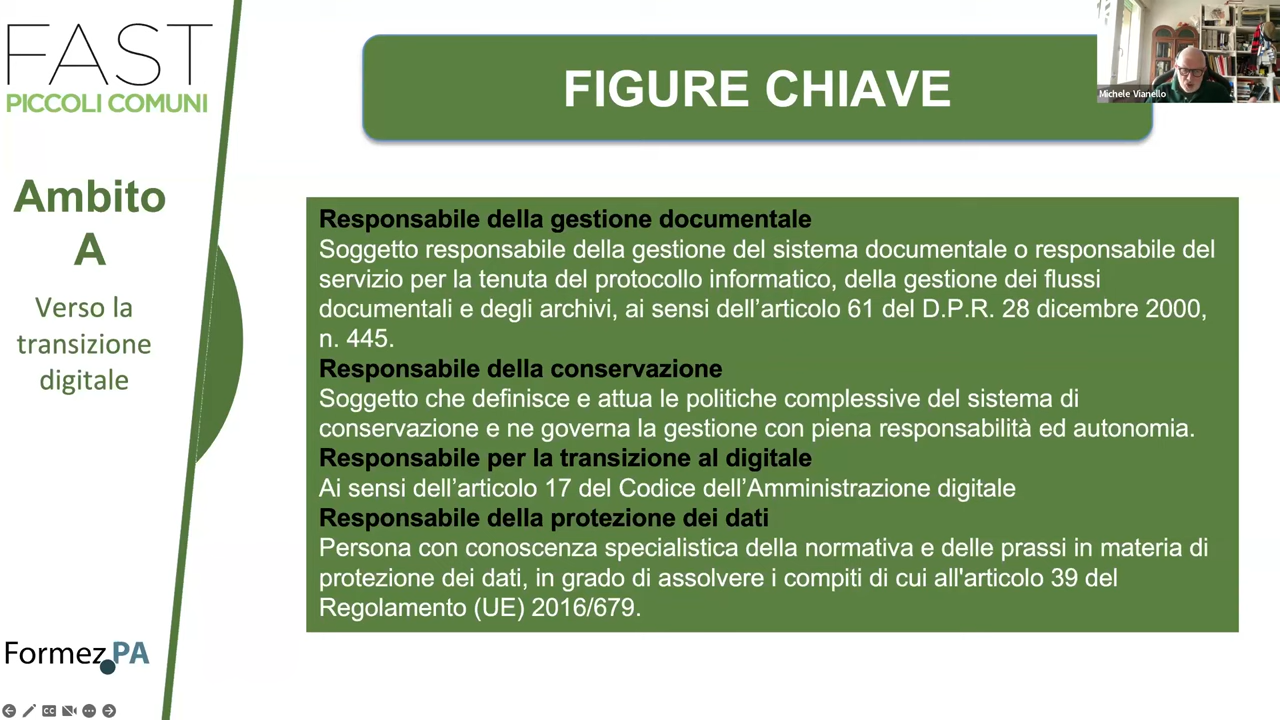 FAST
PICCOLI COMUNI
Ambito
A
Verso la
transizione
digitale
FormezPA
FIGURE CHIAVE
Michele Vianello
Responsabile della gestione documentale
Soggetto responsabile della gestione del sistema documentale o responsabile del
servizio per la tenuta del protocollo informatico, della gestione dei flussi
documentali e degli archivi, ai sensi dell’articolo 61 del D.P.R. 28 dicembre 2000,
n. 445.
Responsabile della conservazione
Soggetto che definisce e attua le politiche complessive del sistema di
conservazione e ne governa la gestione con piena responsabilità ed autonomia.
Responsabile per la transizione al digitale
Ai sensi dell’articolo 17 del Codice dell’Amministrazione digitale
Responsabile della protezione dei dati
Persona con conoscenza specialistica della normativa e delle prassi in materia di
protezione dei dati, in grado di assolvere i compiti di cui all'articolo 39 del
Regolamento (UE) 2016/679.